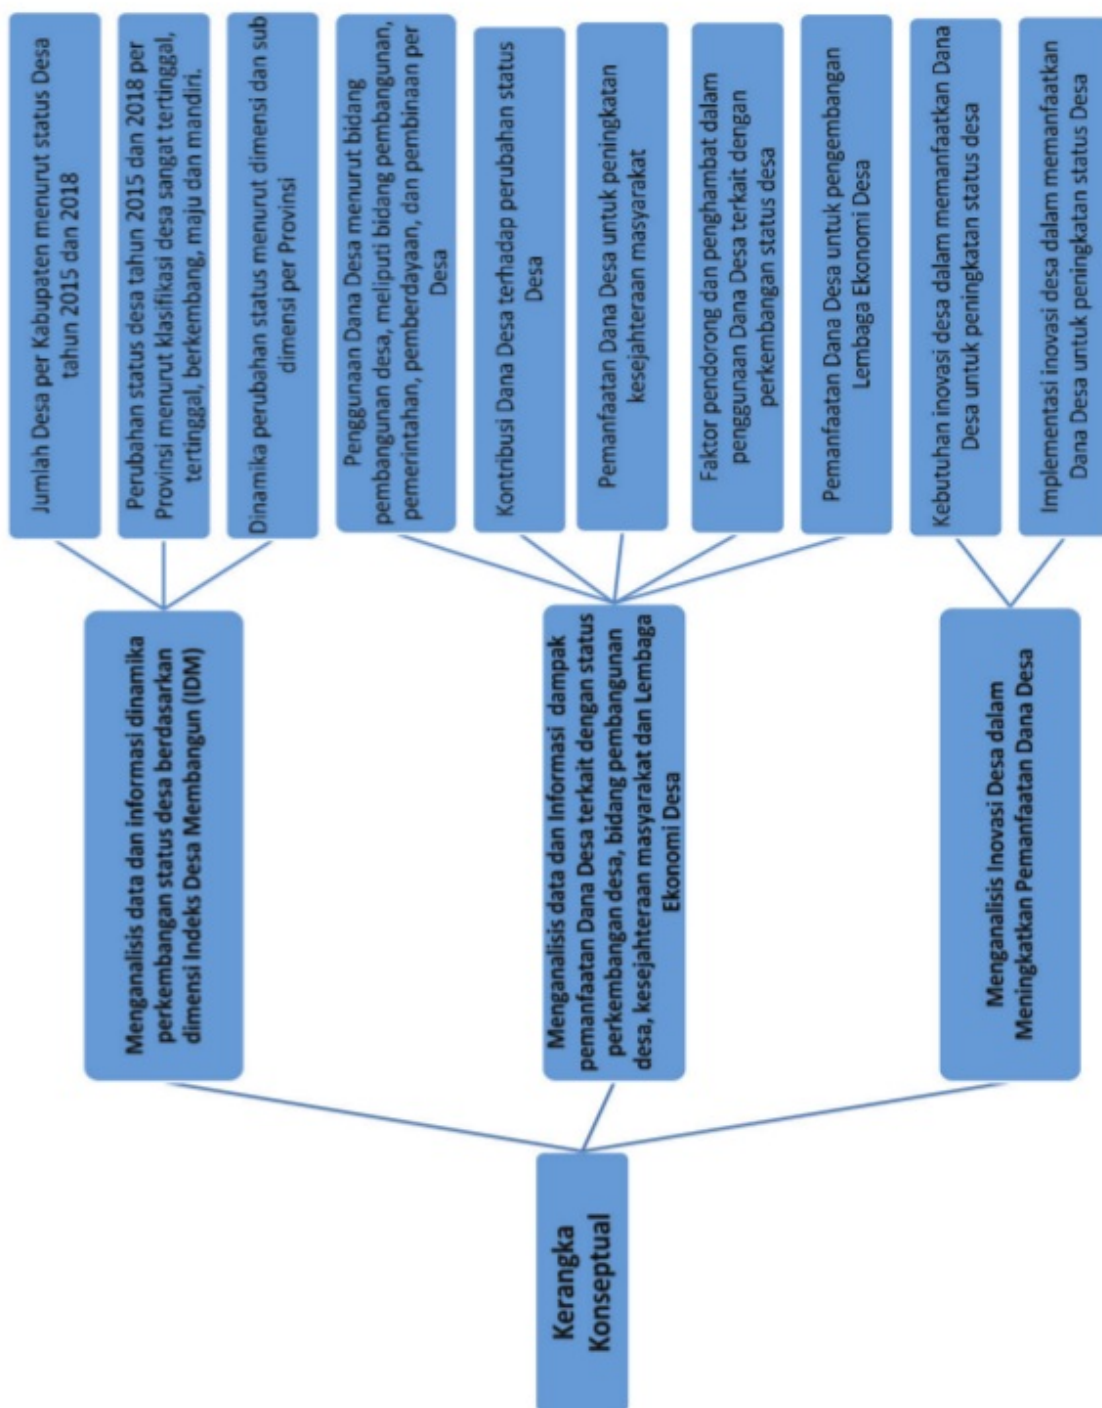 Kerangka
Konseptual
Menganalisis data dan informasi dinamika
perkembangan status desa berdasarkan
dimensi Indeks Desa Membangun (IDM)
Jumlah Desa per Kabupaten menurut status Desa
tahun 2015 dan 2018
Perubahan status desa tahun 2015 dan 2018 per
Provinsi menurut klasifikasi desa sangat tertinggal,
tertinggal, berkembang, maju dan mandiri.
Dinamika perubahan status menurut dimensi dan sub
dimensi per Provinsi
Menganalisis data dan Informasi dampak
pemanfaatan Dana Desa terkait dengan status
perkembangan desa, bidang pembangunan
desa, kesejahteraan masyarakat dan Lembaga
Ekonomi Desa
Penggunaan Dana Desa menurut bidang
pembangunan desa, meliputi bidang pembangunan,
pemerintahan, pemberdayaan, dan pembinaan per
Desa
Kontribusi Dana Desa terhadap perubahan status
Desa
Pemanfaatan Dana Desa untuk peningkatan
kesejahteraan masyarakat
Faktor pendorong dan penghambat dalam
penggunaan Dana Desa terkait dengan
perkembangan status desa
Pemanfaatan Dana Desa untuk pengembangan
Lembaga Ekonomi Desa
Menganalisis Inovasi Desa dalam
Meningkatkan Pemanfaatan Dana Desa
Kebutuhan inovasi desa dalam memanfaatkan Dana
Desa untuk peningkatan status desa
Implementasi inovasi desa dalam memanfaatkan
Dana Desa untuk peningkatan status Desa